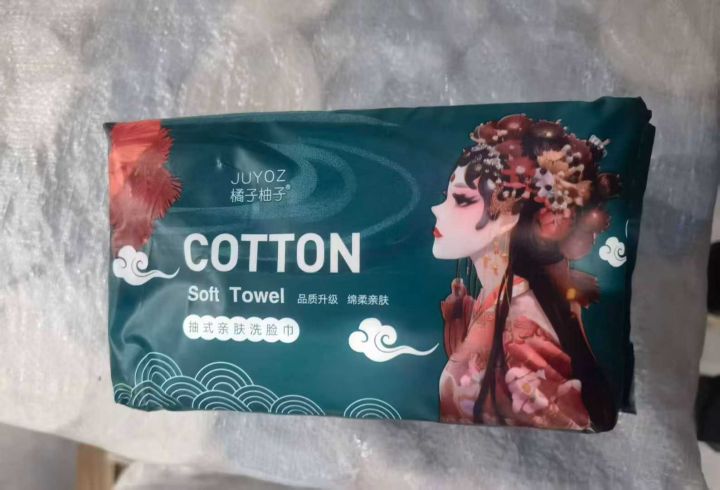 JUYOZ
橘子柚子®
COTTON
Soft Towel 品质升级 绵柔亲肤
抽式亲肤洗脸巾